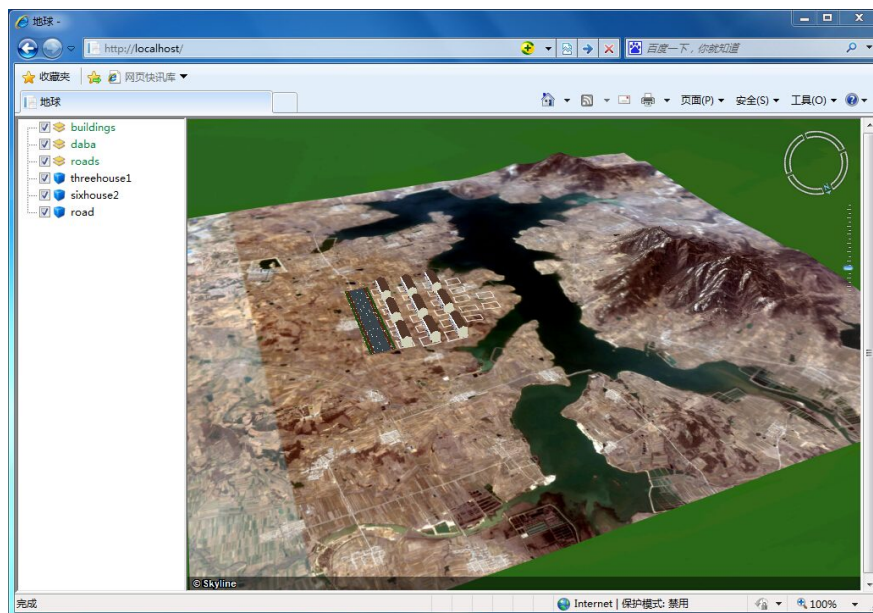 地球 -
http://localhost/
百度一下，你就知道
收藏夹
网页快讯库
地球
页面(P)
安全(S)
工具(O)
buildings
daba
roads
threehouse1
sixhouse2
road
N
© Skyline
完成
Internet | 保护模式: 禁用
100%